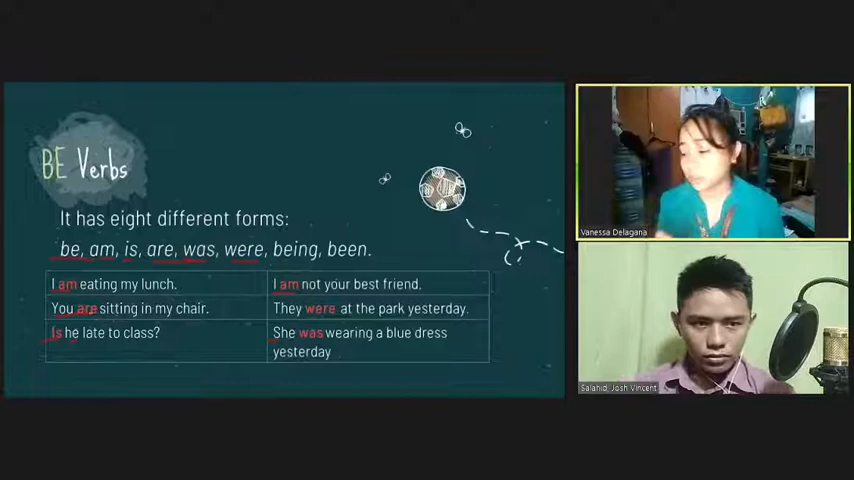 BE Verbs
It has eight different forms:
be, am, is, are, was, were, being, been.
I am eating my lunch.
I am not your best friend.
You are sitting in my chair.
They were at the park yesterday.
Is he late to class?
She was wearing a blue dress
yesterday
Vanessa Delagana
Salahid, Josh Vincent